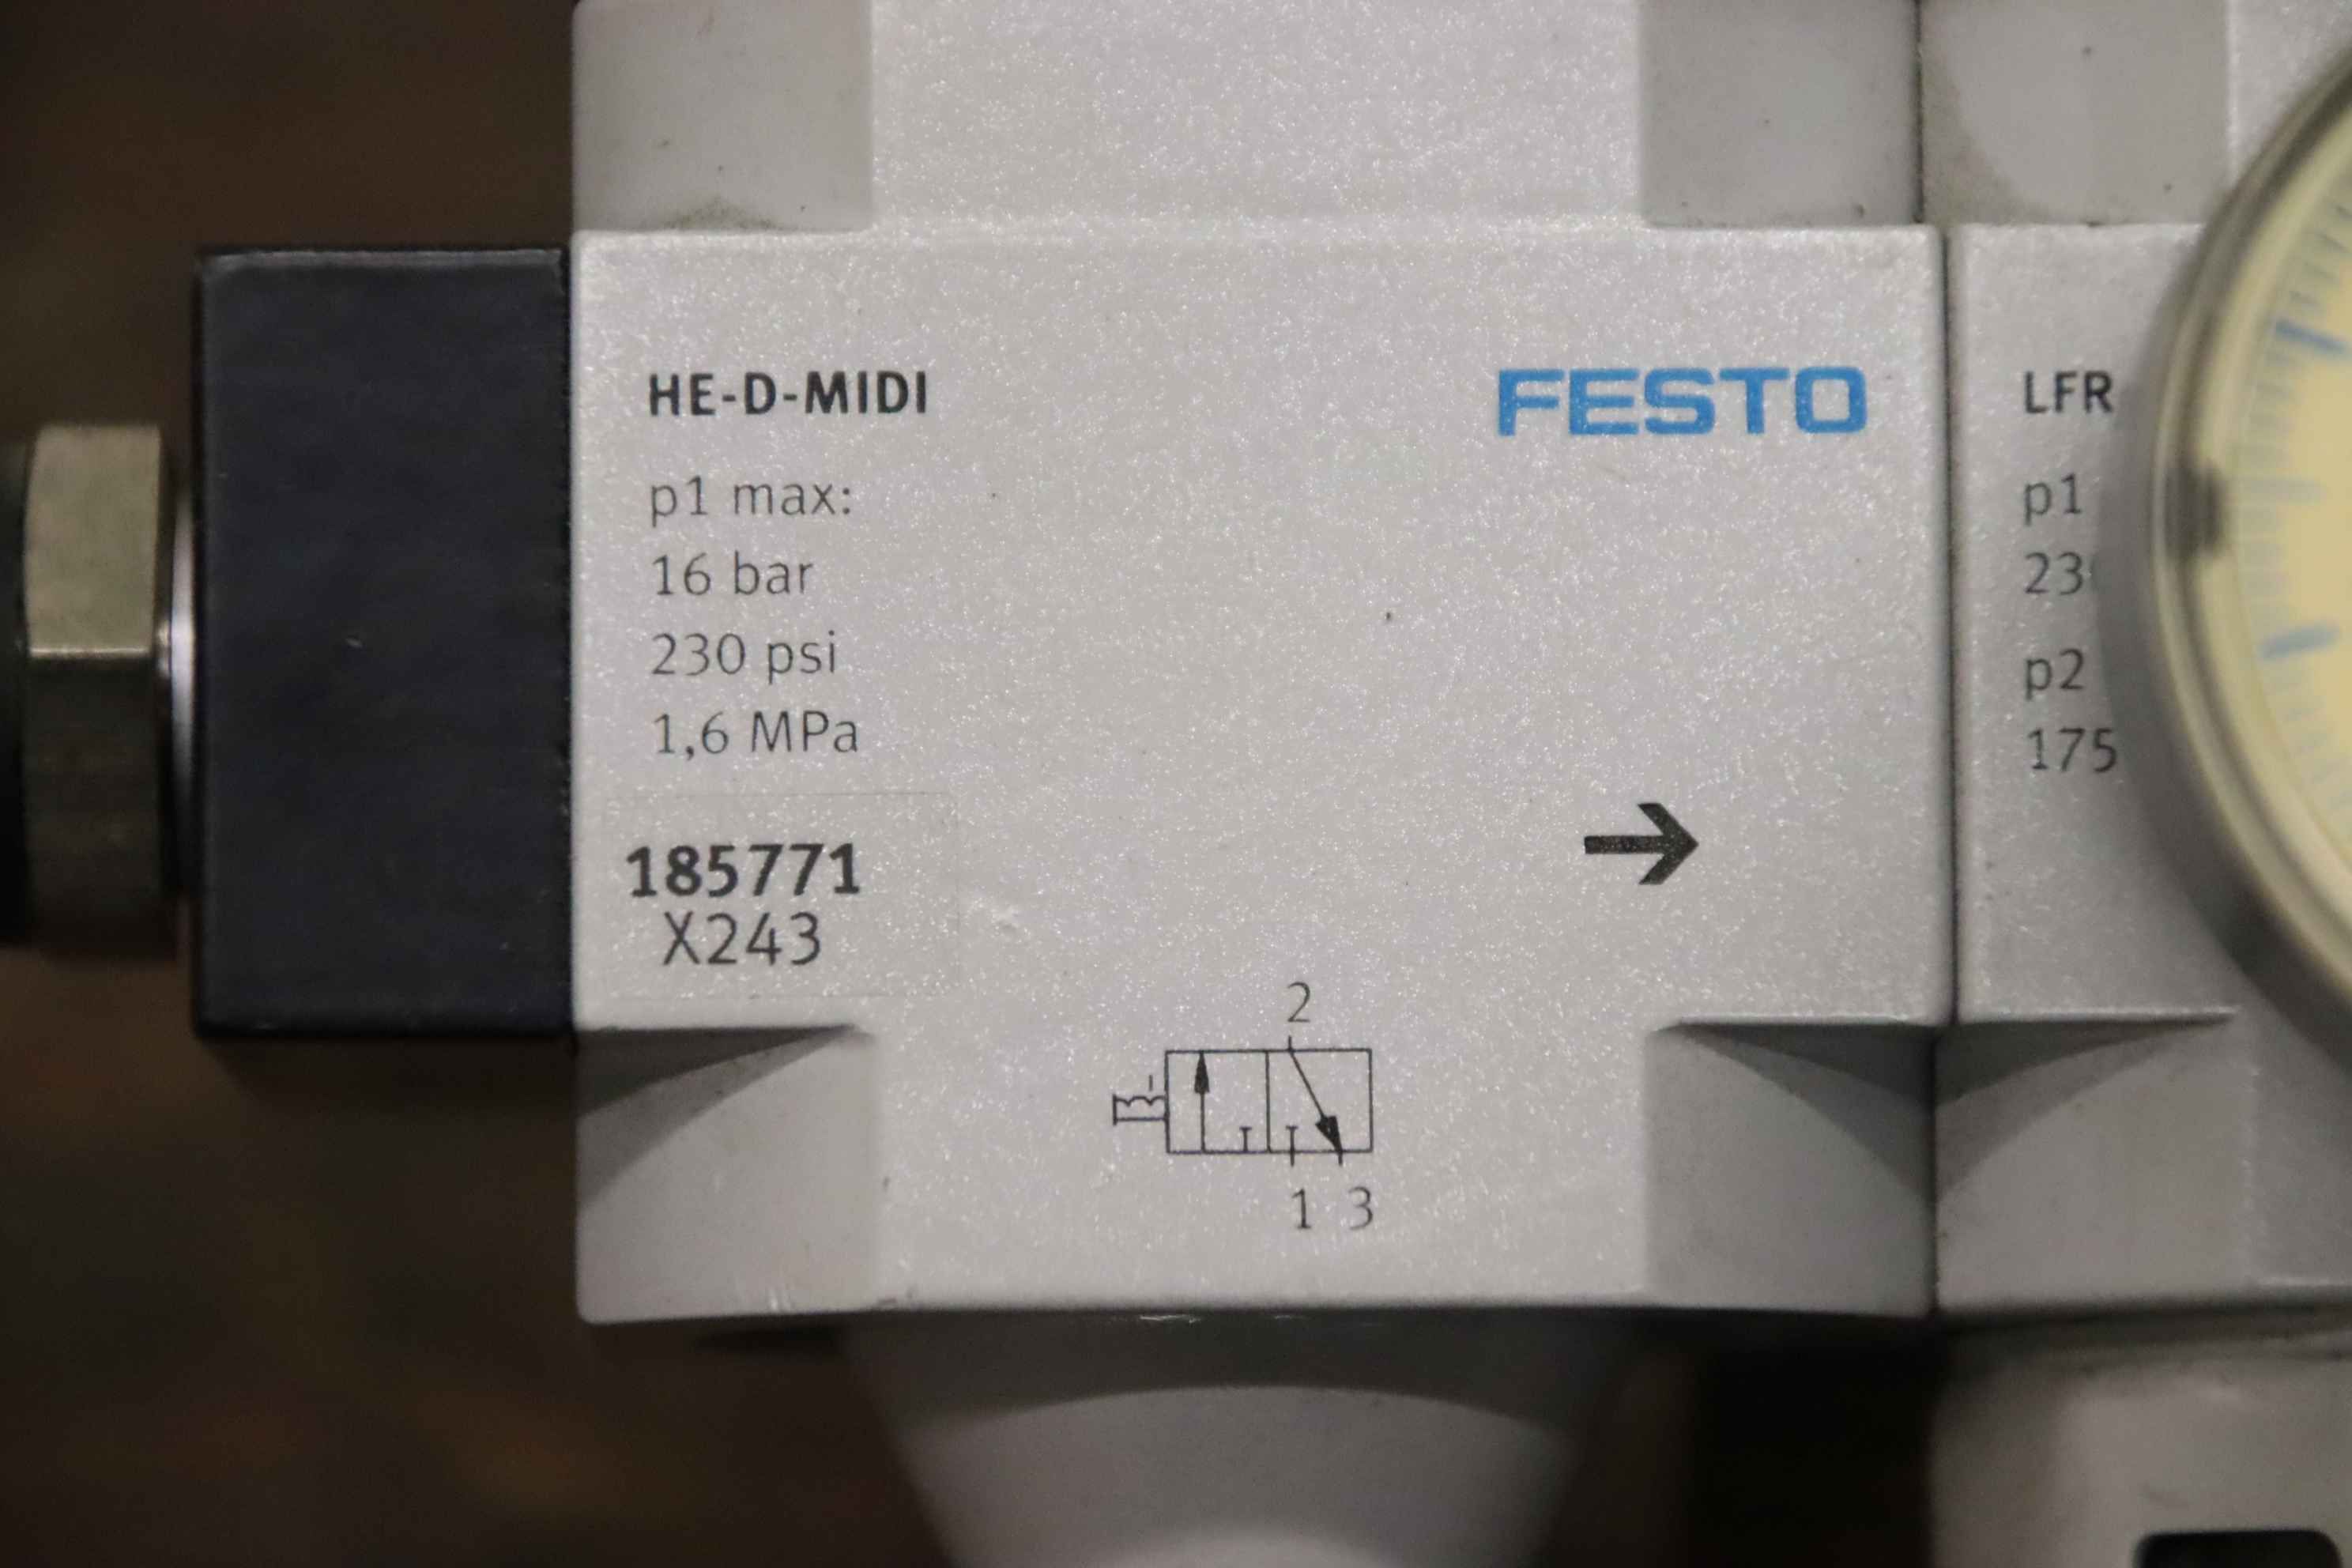 HE-D-MIDI
FESTO
p1 max:
16 bar
230 psi
1,6 MPa
185771
X243
2
1 3
LFR
p1
p2
175